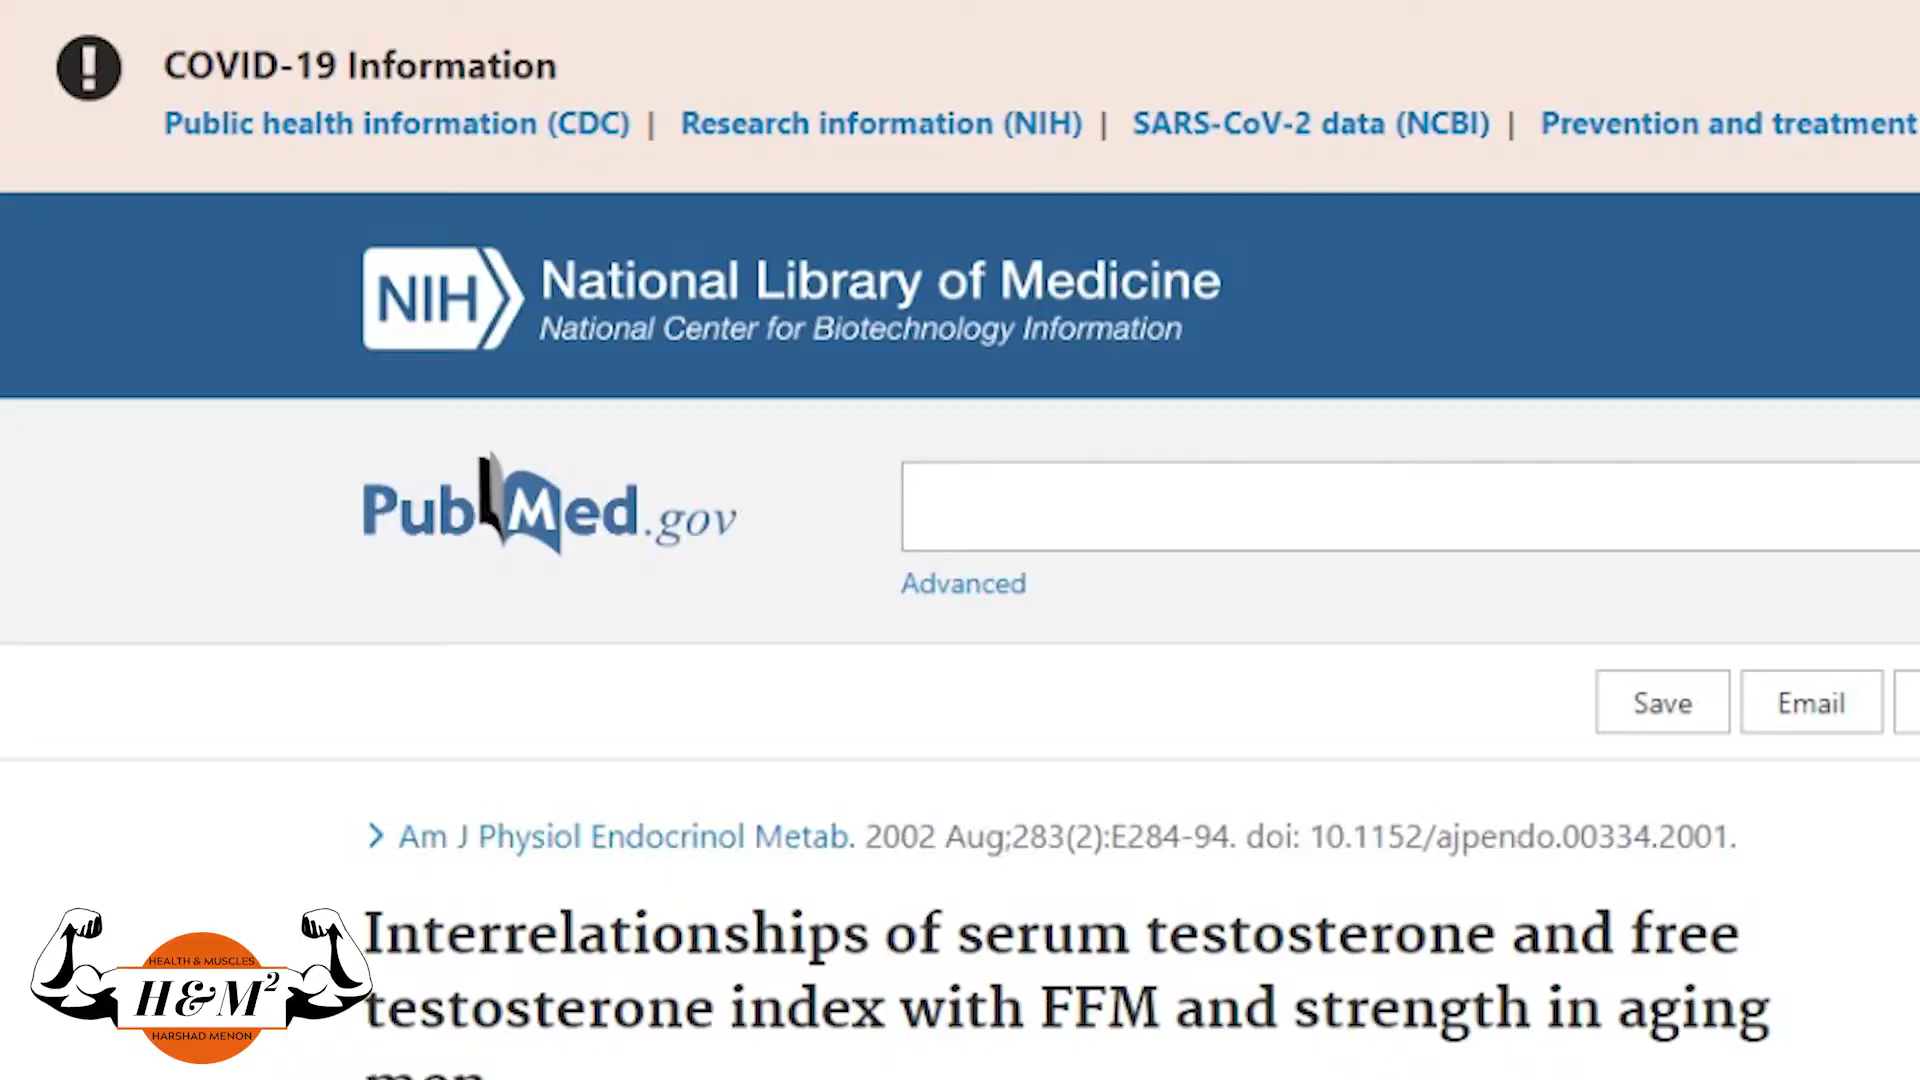 COVID-19 Information
Public health information (CDC) | Research information (NIH) | SARS-CoV-2 data (NCBI) | Prevention and treatment
NIH National Library of Medicine
National Center for Biotechnology Information
PubMed.gov
Advanced
Save Email
Am J Physiol Endocrinol Metab. 2002 Aug;283(2):E284-94. doi: 10.1152/ajpendo.00334.2001.
Interrelationships of serum testosterone and free
testosterone index with FFM and strength in aging
men
HEALTH & MUSCLES
H&M²
HARSHAD MENON